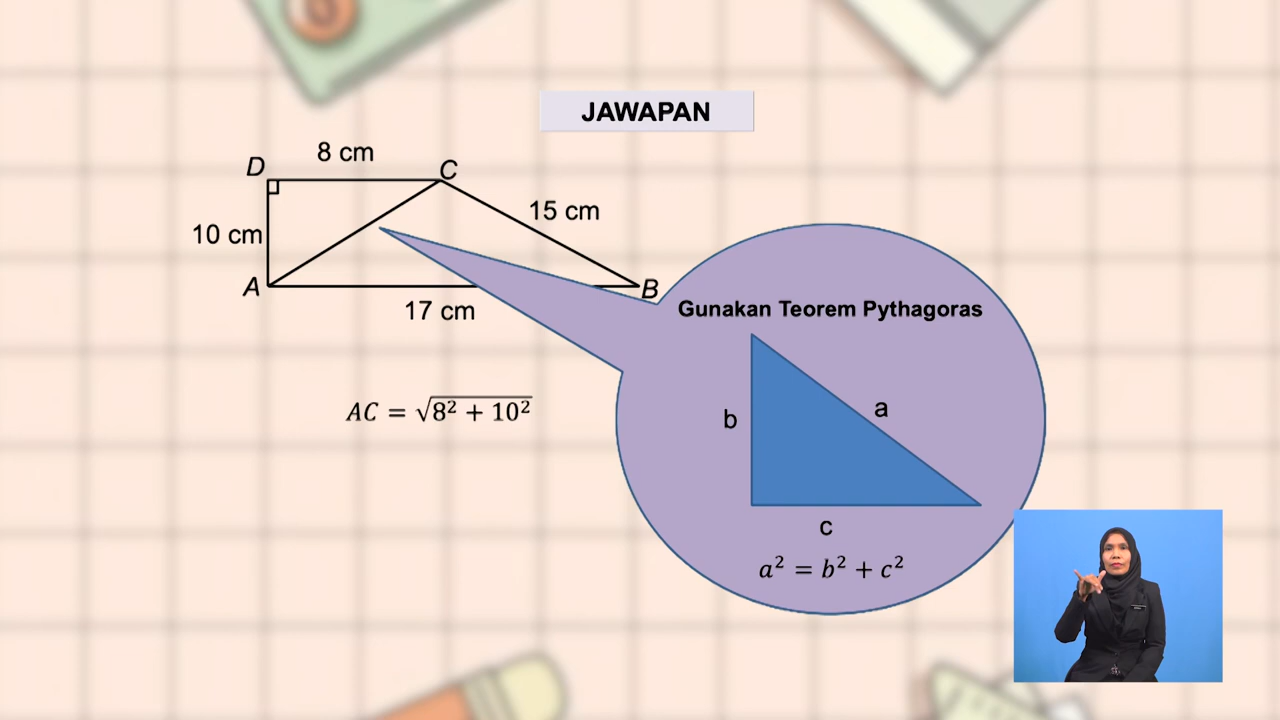 JAWAPAN
D
8 cm
C
10 cm
15 cm
A
B
17 cm
Gunakan Teorem Pythagoras
b
a
c
AC = √(8² + 10²)
a² = b² + c²